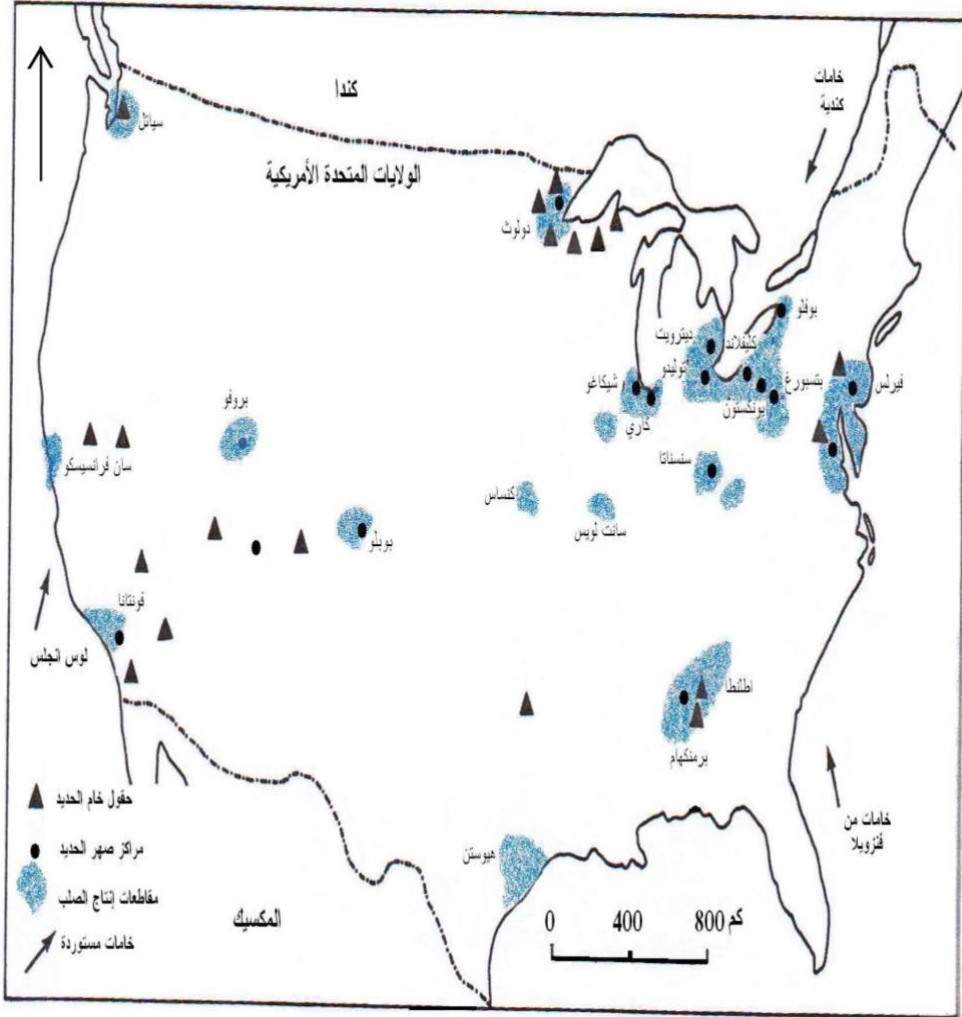 كندا
خامات
كندية
سياتل
الولايات المتحدة الأمريكية
دولوث
بوفلو
ديترويت
كليفلاند
توليدو
بتسبورغ
شيكاغو
يونكستون
كاري
فيرلس
بروفو
سان فرانسيسكو
سنسناتا
كنساس
سانت لويس
بويلو
فونتانا
لوس انجلس
اطلنطا
برمنكهام
خامات من
فنزويلا
هيوستن
المكسيك
حقول خام الحديد
مراكز صهر الحديد
مقاطعات إنتاج الصلب
خامات مستوردة
0 400 800 كم